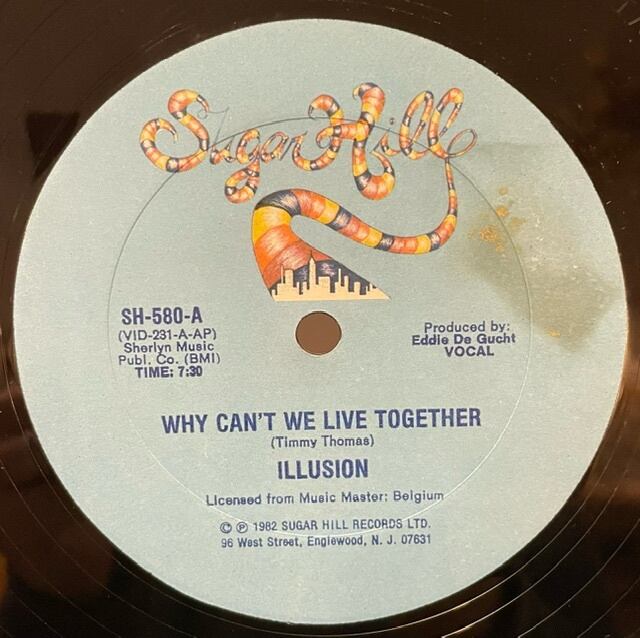 Sugar Hill
SH-580-A
(VID-231-A-AP)
Sherlyn Music
Publ. Co. (BMI)
TIME: 7:30
Produced by:
Eddie De Gucht
VOCAL
WHY CAN'T WE LIVE TOGETHER
(Timmy Thomas)
ILLUSION
Licensed from Music Master: Belgium
© ℗ 1982 SUGAR HILL RECORDS LTD.
96 West Street, Englewood, N. J. 07631